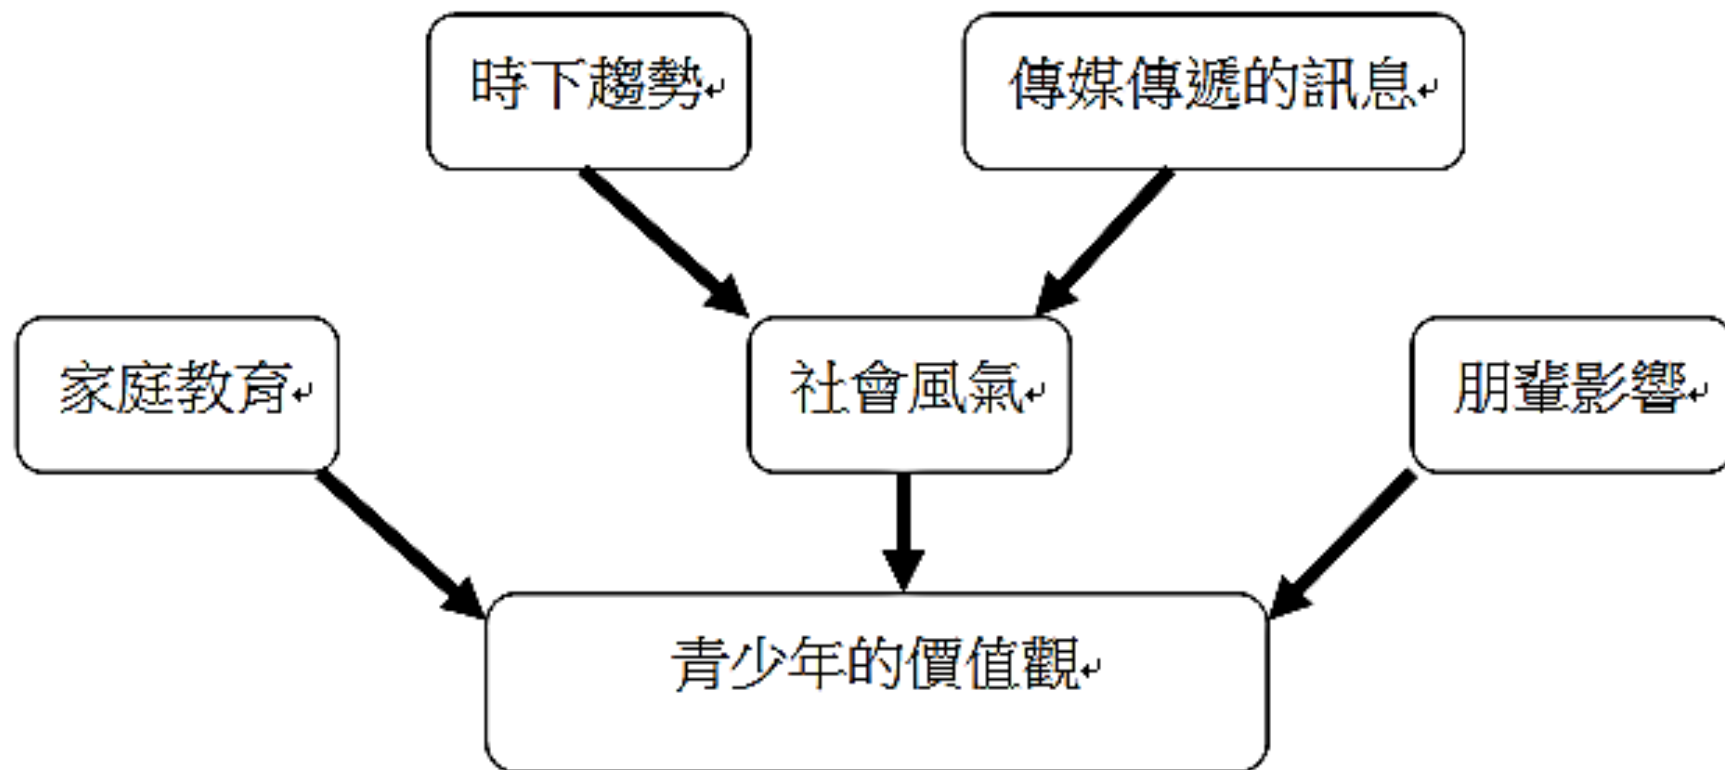 時下趨勢
傳媒傳遞的訊息
家庭教育
社會風氣
朋輩影響
青少年的價值觀